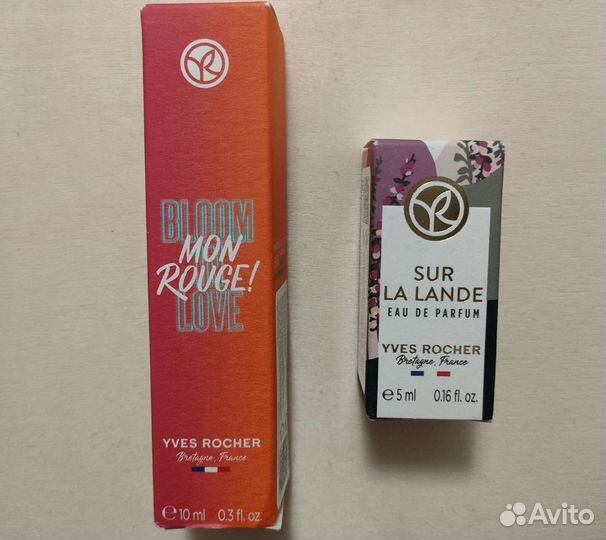 BLOOM
MON
ROUGE!
LOVE
YVES ROCHER
Bretagne, France
℮ 10 ml 0.3 fl. oz.
SUR
LA LANDE
EAU DE PARFUM
YVES ROCHER
Bretagne, France
℮ 5 ml 0.16 fl. oz.
Avito